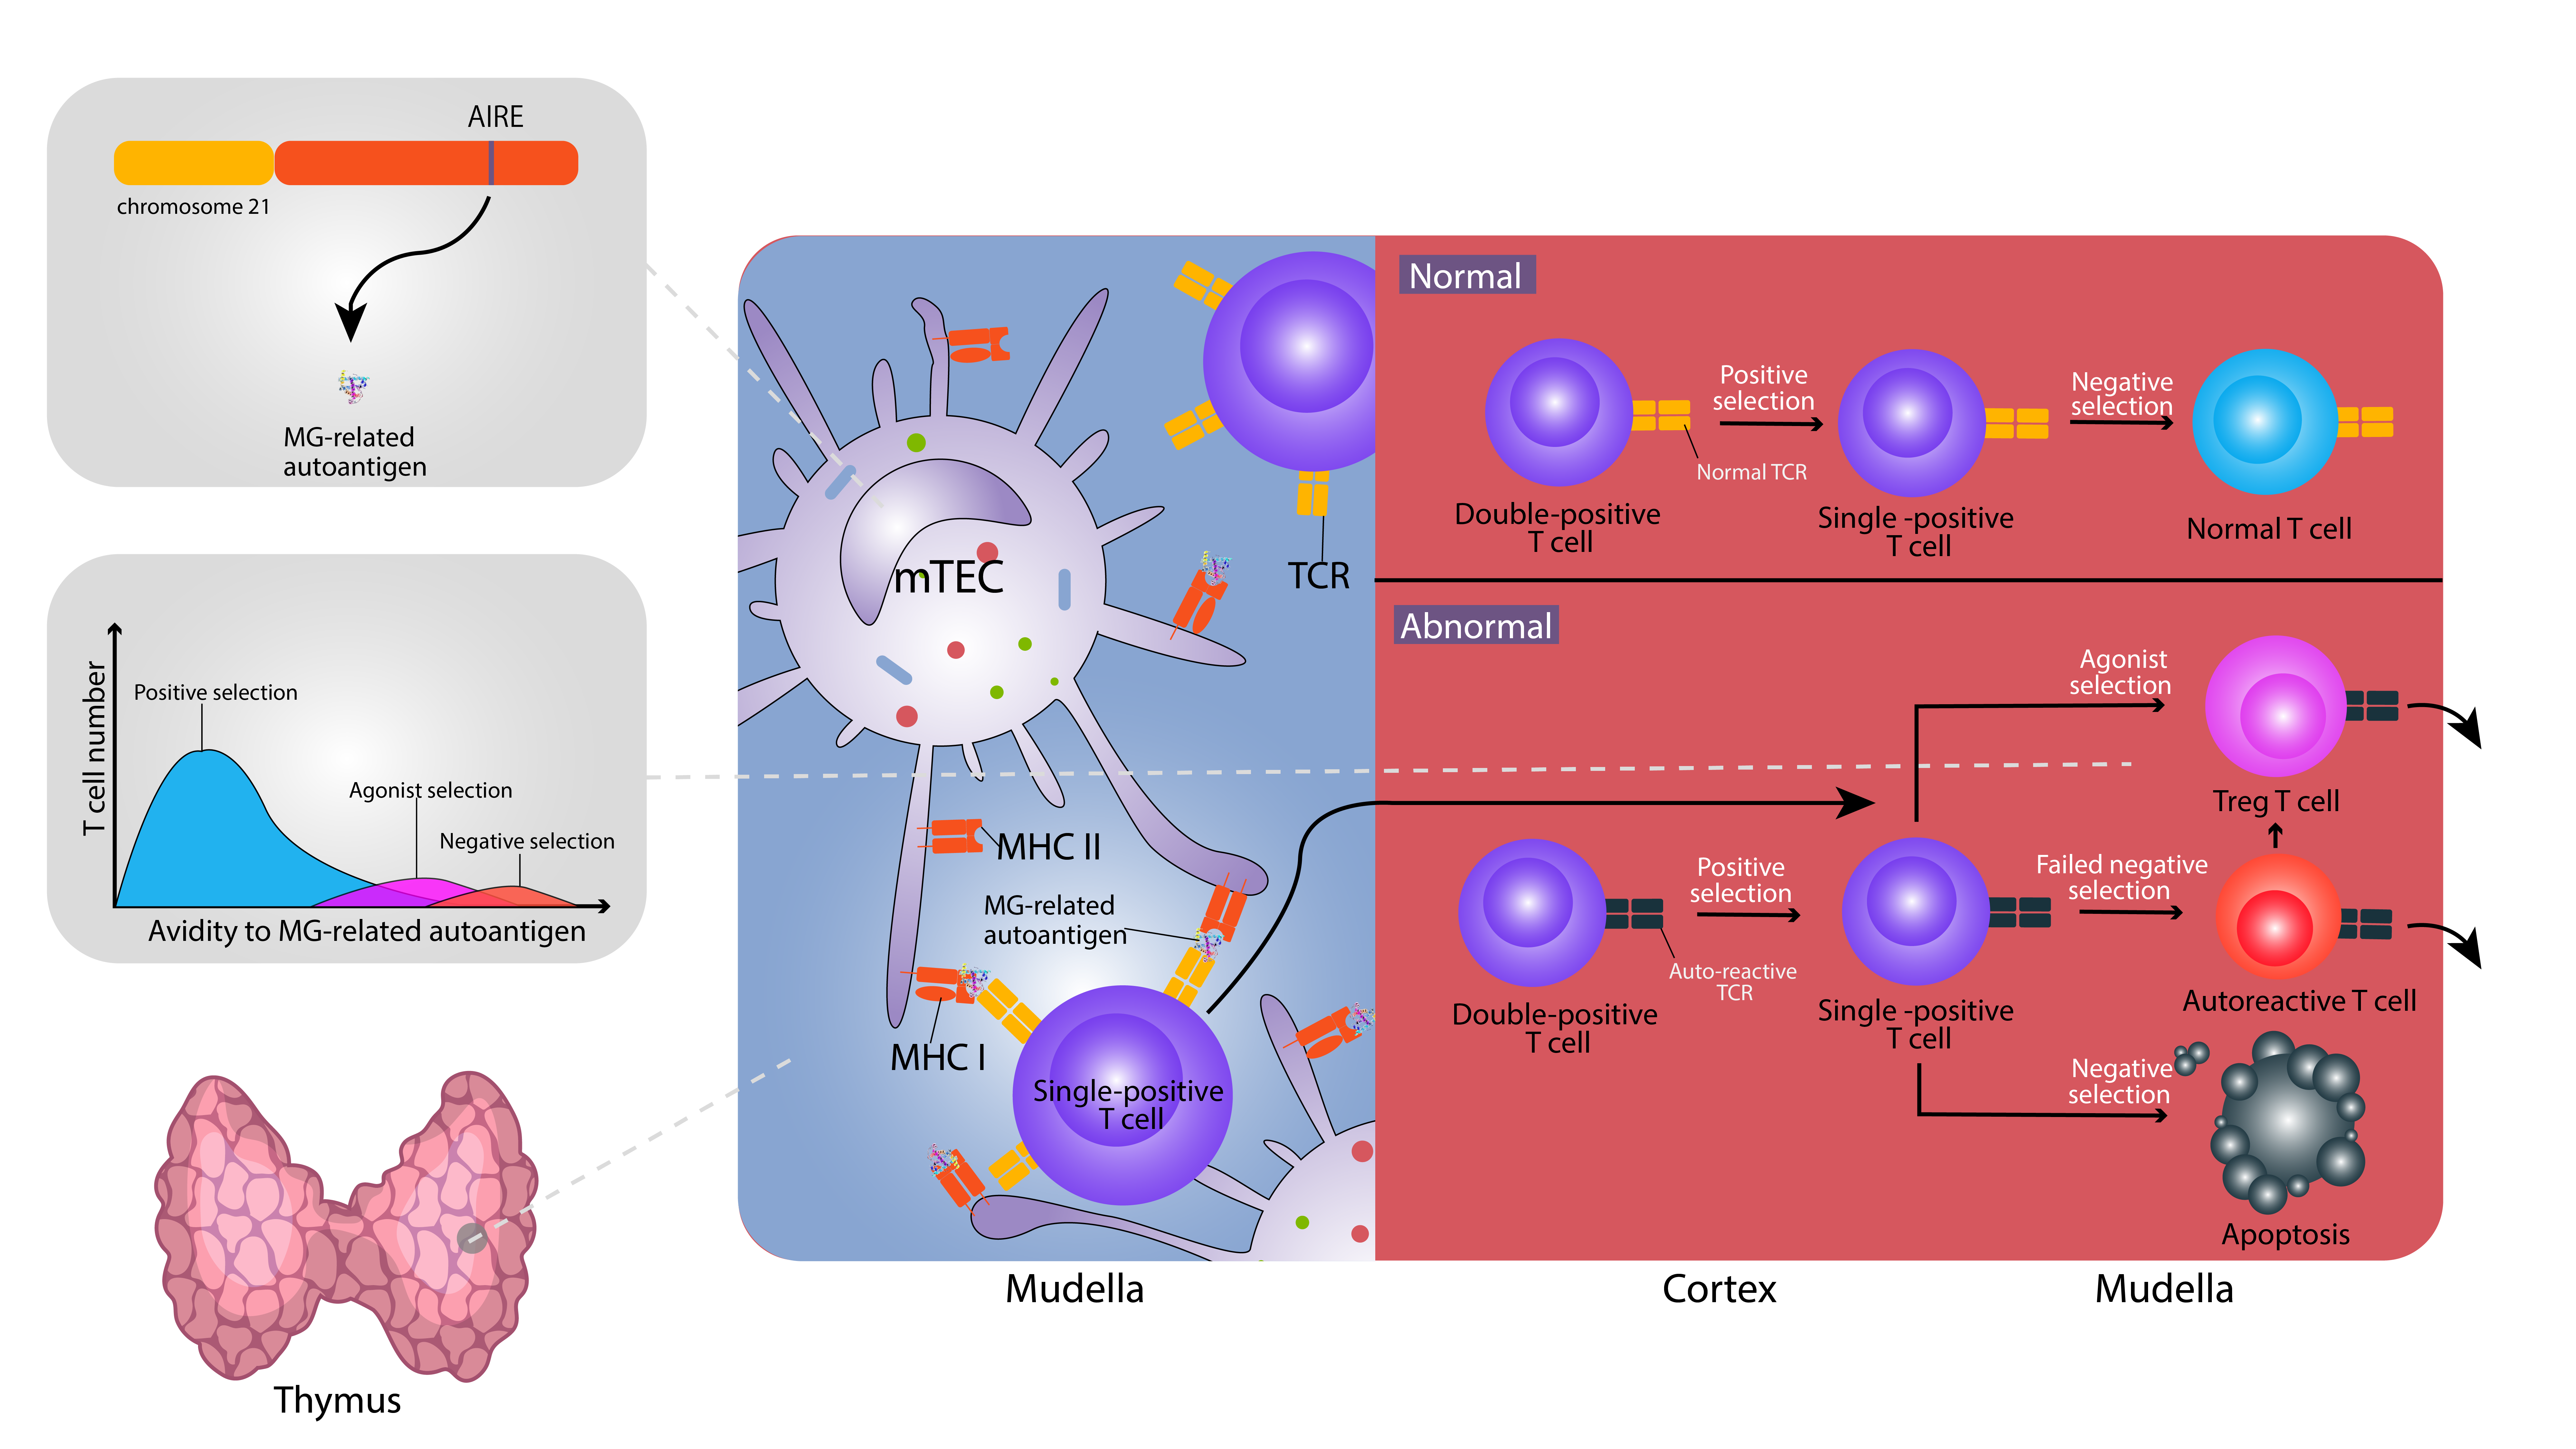 AIRE
chromosome 21
MG-related
autoantigen
T cell number
Positive selection
Agonist selection
Negative selection
Avidity to MG-related autoantigen
Thymus
mTEC
TCR
MHC II
MG-related
autoantigen
MHC I
Single-positive
T cell
Mudella
Normal
Positive
selection
Negative
selection
Normal TCR
Double-positive
T cell
Single -positive
T cell
Normal T cell
Abnormal
Agonist
selection
Treg T cell
Positive
selection
Failed negative
selection
Auto-reactive
TCR
Double-positive
T cell
Single -positive
T cell
Autoreactive T cell
Negative
selection
Apoptosis
Cortex
Mudella